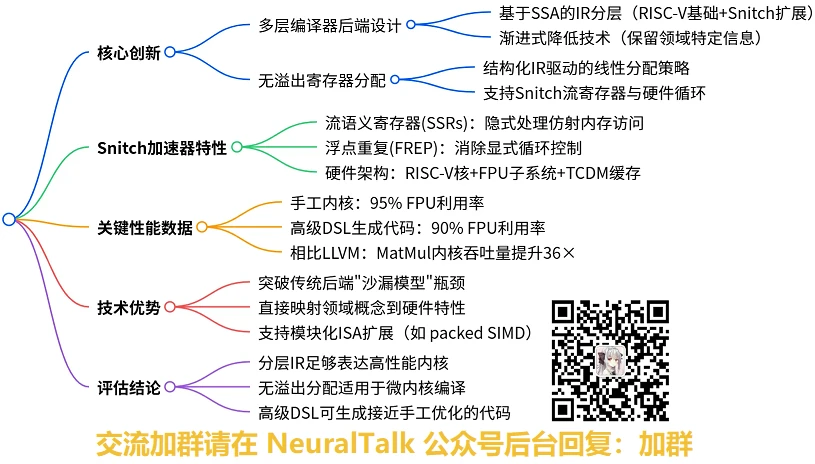 核心创新
多层编译器后端设计
基于SSA的IR分层（RISC-V基础+Snitch扩展）
渐进式降低技术（保留领域特定信息）
无溢出寄存器分配
结构化IR驱动的线性分配策略
支持Snitch流寄存器与硬件循环
Snitch加速器特性
流语义寄存器(SSRs)：隐式处理仿射内存访问
浮点重复(FREP)：消除显式循环控制
硬件架构：RISC-V核+FPU子系统+TCDM缓存
关键性能数据
手工内核：95% FPU利用率
高级DSL生成代码：90% FPU利用率
相比LLVM：MatMul内核吞吐量提升36×
技术优势
突破传统后端"沙漏模型"瓶颈
直接映射领域概念到硬件特性
支持模块化ISA扩展（如 packed SIMD）
评估结论
分层IR足够表达高性能内核
无溢出分配适用于微内核编译
高级DSL可生成接近手工优化的代码
交流加群请在 NeuralTalk 公众号后台回复：加群